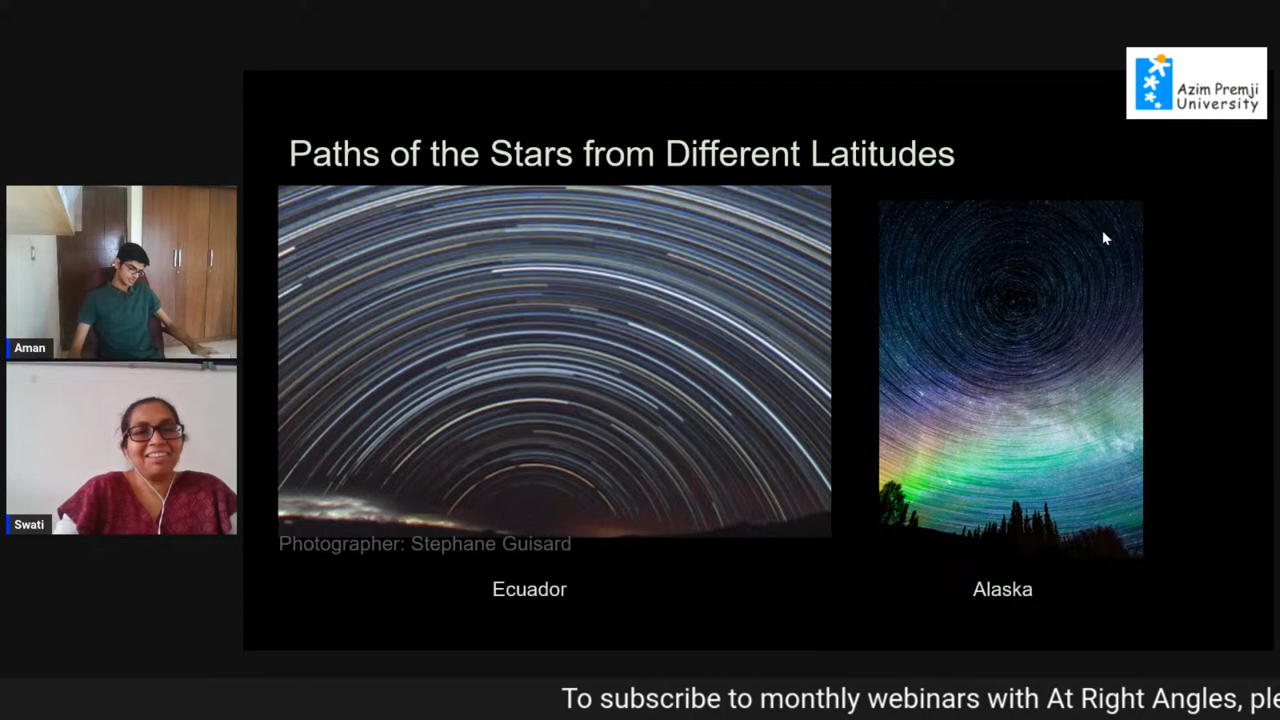 Azim Premji
University
Paths of the Stars from Different Latitudes
Aman
Swati
Photographer: Stephane Guisard
Ecuador
Alaska
To subscribe to monthly webinars with At Right Angles, ple